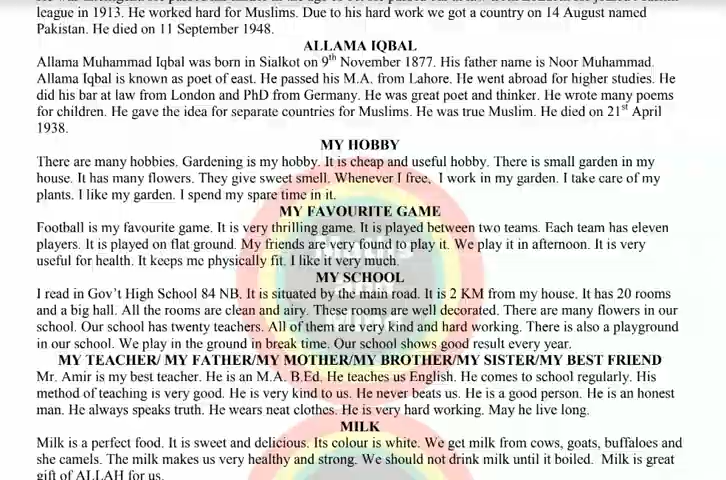 league in 1913. He worked hard for Muslims. Due to his hard work we got a country on 14 August named
Pakistan. He died on 11 September 1948.
ALLAMA IQBAL
Allama Muhammad Iqbal was born in Sialkot on 9th November 1877. His father name is Noor Muhammad.
Allama Iqbal is known as poet of east. He passed his M.A. from Lahore. He went abroad for higher studies. He
did his bar at law from London and PhD from Germany. He was great poet and thinker. He wrote many poems
for children. He gave the idea for separate countries for Muslims. He was true Muslim. He died on 21st April
1938.
MY HOBBY
There are many hobbies. Gardening is my hobby. It is cheap and useful hobby. There is small garden in my
house. It has many flowers. They give sweet smell. Whenever I free, I work in my garden. I take care of my
plants. I like my garden. I spend my spare time in it.
MY FAVOURITE GAME
Football is my favourite game. It is very thrilling game. It is played between two teams. Each team has eleven
players. It is played on flat ground. My friends are very found to play it. We play it in afternoon. It is very
useful for health. It keeps me physically fit. I like it very much.
MY SCHOOL
I read in Gov't High School 84 NB. It is situated by the main road. It is 2 KM from my house. It has 20 rooms
and a big hall. All the rooms are clean and airy. These rooms are well decorated. There are many flowers in our
school. Our school has twenty teachers. All of them are very kind and hard working. There is also a playground
in our school. We play in the ground in break time. Our school shows good result every year.
MY TEACHER/ MY FATHER/MY MOTHER/MY BROTHER/MY SISTER/MY BEST FRIEND
Mr. Amir is my best teacher. He is an M.A. B.Ed. He teaches us English. He comes to school regularly. His
method of teaching is very good. He is very kind to us. He never beats us. He is a good person. He is an honest
man. He always speaks truth. He wears neat clothes. He is very hard working. May he live long.
MILK
Milk is a perfect food. It is sweet and delicious. Its colour is white. We get milk from cows, goats, buffaloes and
she camels. The milk makes us very healthy and strong. We should not drink milk until it boiled. Milk is great
gift of ALLAH for us.